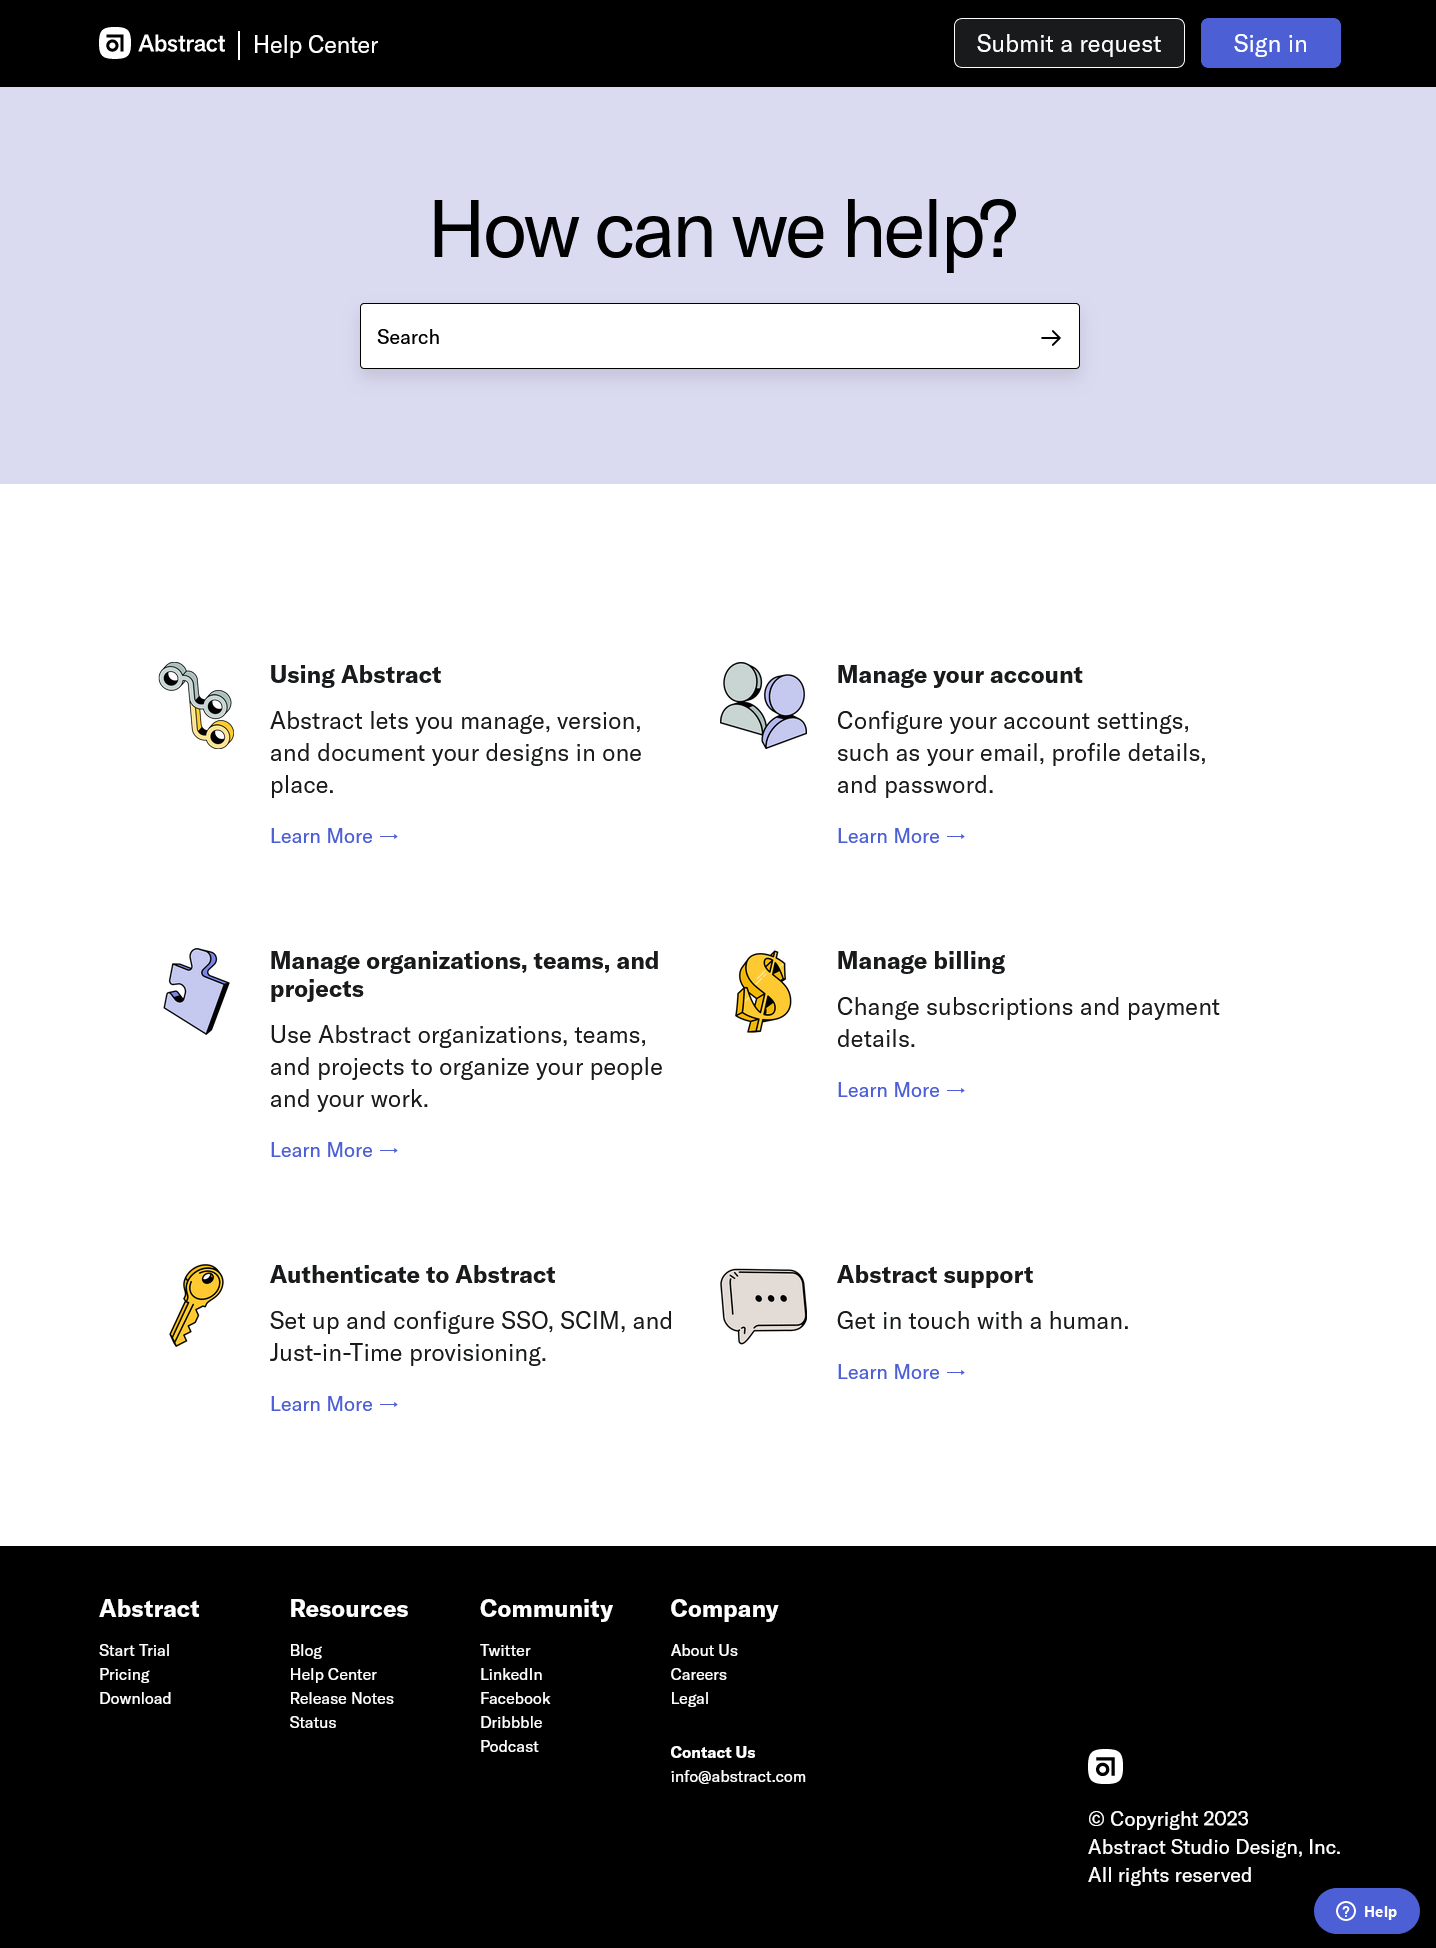 Abstract
Help Center
Submit a request
Sign in
How can we help?
Search
Using Abstract
Abstract lets you manage, version,
and document your designs in one
place.
Learn More →
Manage your account
Configure your account settings,
such as your email, profile details,
and password.
Learn More →
Manage organizations, teams, and
projects
Use Abstract organizations, teams,
and projects to organize your people
and your work.
Learn More →
Manage billing
Change subscriptions and payment
details.
Learn More →
Authenticate to Abstract
Set up and configure SSO, SCIM, and
Just-in-Time provisioning.
Learn More →
Abstract support
Get in touch with a human.
Learn More →
Abstract
Start Trial
Pricing
Download
Resources
Blog
Help Center
Release Notes
Status
Community
Twitter
LinkedIn
Facebook
Dribbble
Podcast
Company
About Us
Careers
Legal
Contact Us
info@abstract.com
© Copyright 2023
Abstract Studio Design, Inc.
All rights reserved
Help